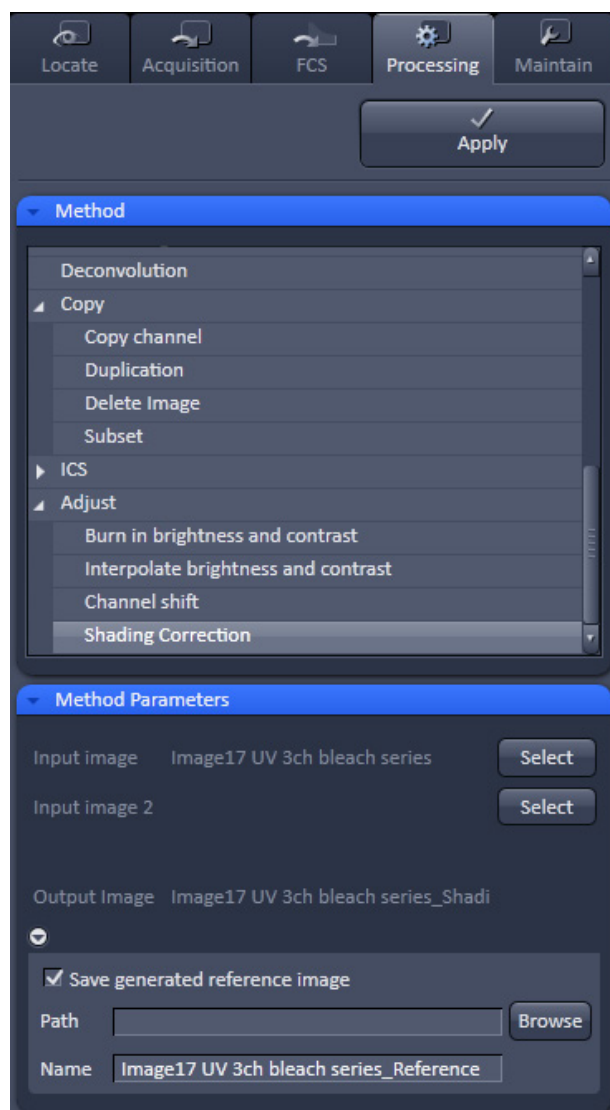 Locate Acquisition FCS Processing Maintain
Apply
Method
Deconvolution
Copy
Copy channel
Duplication
Delete Image
Subset
ICS
Adjust
Burn in brightness and contrast
Interpolate brightness and contrast
Channel shift
Shading Correction
Method Parameters
Input image Image17 UV 3ch bleach series Select
Input image 2 Select
Output Image Image17 UV 3ch bleach series_Shadi
Save generated reference image
Path Browse
Name Image17 UV 3ch bleach series_Reference